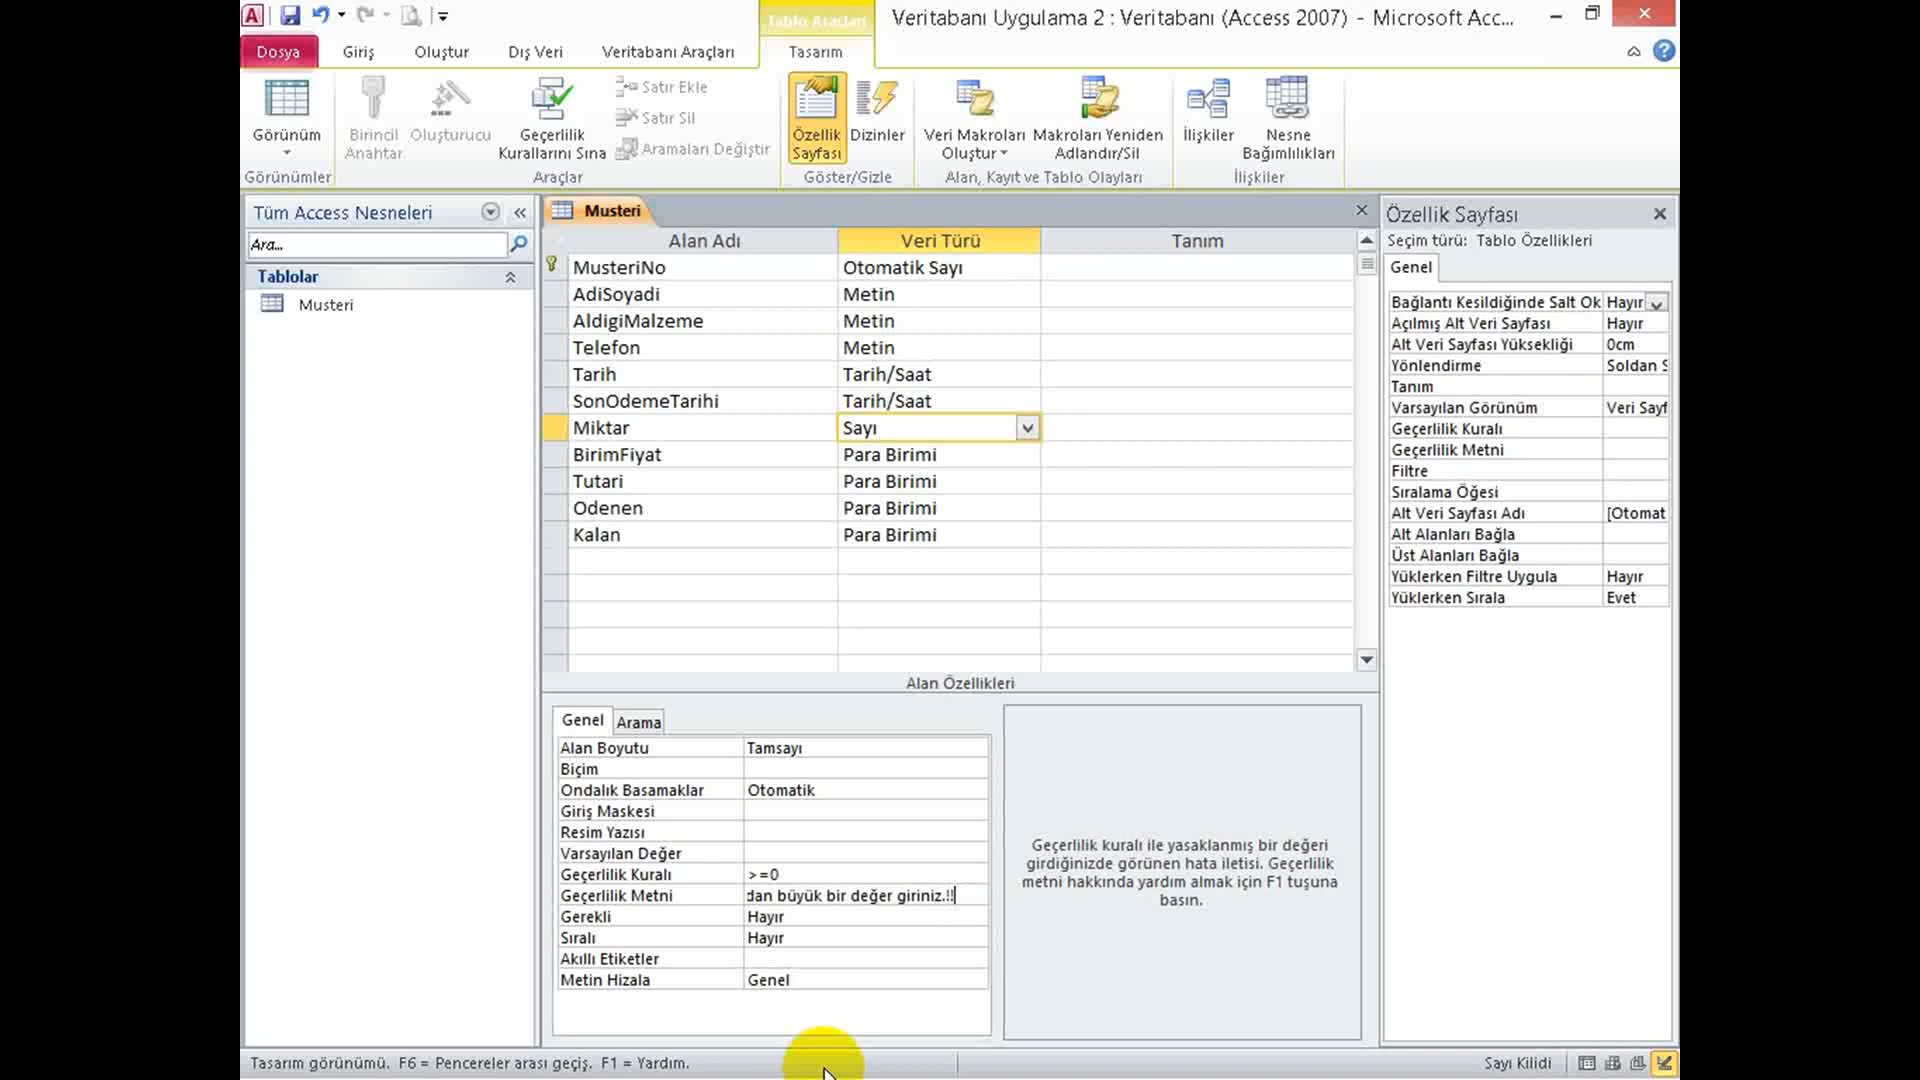 Tablo Araçları
Veritabanı Uygulama 2 : Veritabanı (Access 2007) - Microsoft Acc...
Dosya
Giriş
Oluştur
Dış Veri
Veritabanı Araçları
Tasarım
Görünüm
Birincil Anahtar
Oluşturucu
Geçerlilik Kurallarını Sına
Satır Ekle
Satır Sil
Aramaları Değiştir
Özellik Sayfası
Dizinler
Veri Makroları Oluştur
Makroları Yeniden Adlandır/Sil
İlişkiler
Nesne Bağımlılıkları
Görünümler
Araçlar
Göster/Gizle
Alan, Kayıt ve Tablo Olayları
İlişkiler
Tüm Access Nesneleri
Ara...
Tablolar
Musteri
Musteri
Alan Adı Veri Türü Tanım
MusteriNo Otomatik Sayı
AdiSoyadi Metin
AldigiMalzeme Metin
Telefon Metin
Tarih Tarih/Saat
SonOdemeTarihi Tarih/Saat
Miktar Sayı
BirimFiyat Para Birimi
Tutari Para Birimi
Odenen Para Birimi
Kalan Para Birimi
Alan Özellikleri
Genel Arama
Alan Boyutu Tamsayı
Biçim
Ondalık Basamaklar Otomatik
Giriş Maskesi
Resim Yazısı
Varsayılan Değer
Geçerlilik Kuralı >=0
Geçerlilik Metni dan büyük bir değer giriniz.!!
Gerekli Hayır
Sıralı Hayır
Akıllı Etiketler
Metin Hizala Genel
Geçerlilik kuralı ile yasaklanmış bir değeri
girdiğinizde görünen hata iletisi. Geçerlilik
metni hakkında yardım almak için F1 tuşuna
basın.
Özellik Sayfası
Seçim türü: Tablo Özellikleri
Genel
Bağlantı Kesildiğinde Salt Ok Hayır
Açılmış Alt Veri Sayfası Hayır
Alt Veri Sayfası Yüksekliği 0cm
Yönlendirme Soldan S
Tanım
Varsayılan Görünüm Veri Sayf
Geçerlilik Kuralı
Geçerlilik Metni
Filtre
Sıralama Öğesi
Alt Veri Sayfası Adı [Otomat
Alt Alanları Bağla
Üst Alanları Bağla
Yüklerken Filtre Uygula Hayır
Yüklerken Sırala Evet
Tasarım görünümü. F6 = Pencereler arası geçiş. F1 = Yardım.
Sayı Kilidi